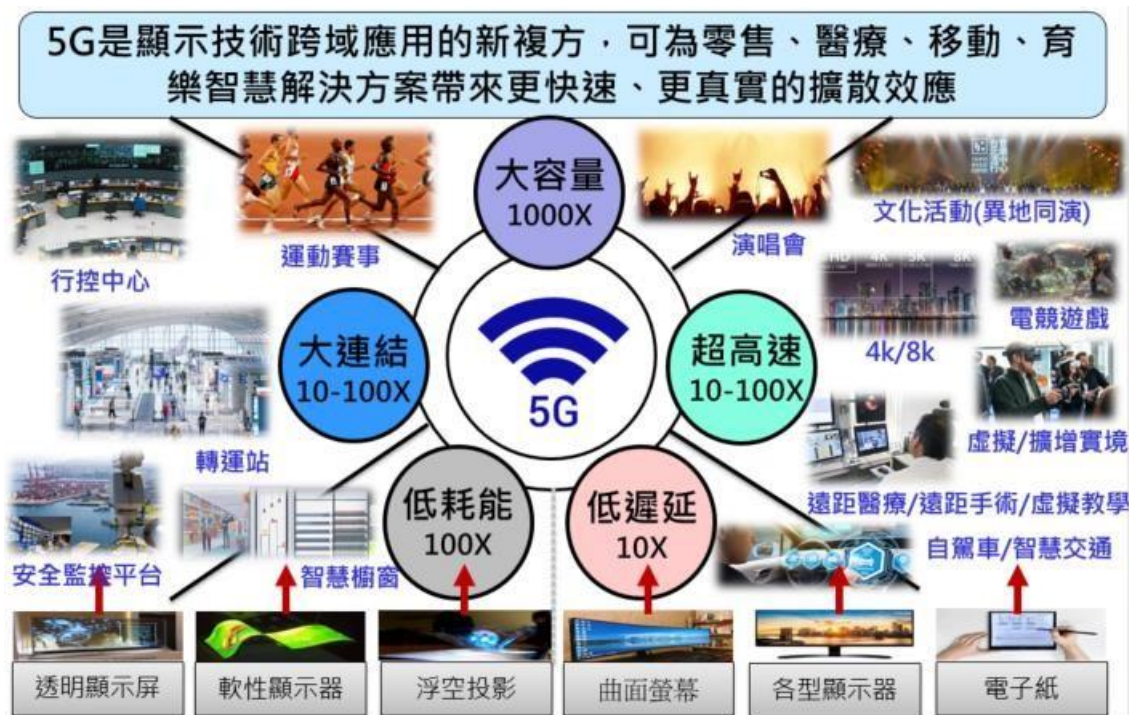 5G是顯示技術跨域應用的新複方，可為零售、醫療、移動、育
樂智慧解決方案帶來更快速、更真實的擴散效應
大容量
1000X
行控中心
運動賽事
演唱會
文化活動(異地同演)
4k/8k
電競遊戲
大連結
10-100X
5G
超高速
10-100X
轉運站
虛擬/擴增實境
遠距醫療/遠距手術/虛擬教學
低耗能
100X
低遲延
10X
安全監控平台
智慧櫥窗
自駕車/智慧交通
透明顯示屏
軟性顯示器
浮空投影
曲面螢幕
各型顯示器
電子紙